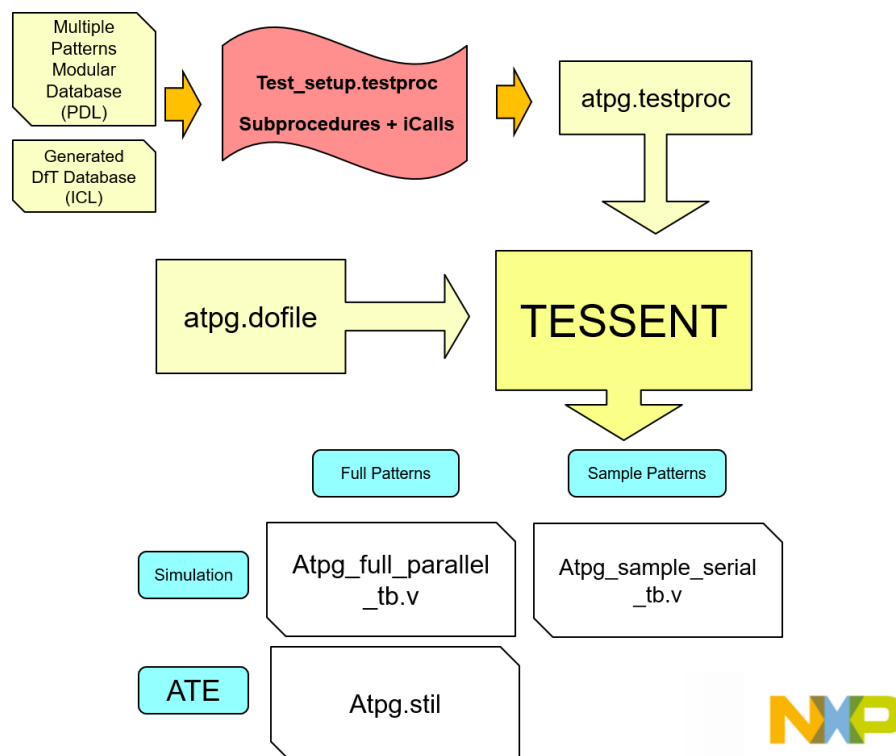 Multiple
Patterns
Modular
Database
(PDL)
Generated
DfT Database
(ICL)
Test_setup.testproc
Subprocedures + iCalls
atpg.testproc
atpg.dofile
TESSENT
Full Patterns
Sample Patterns
Simulation
Atpg_full_parallel
_tb.v
Atpg_sample_serial
_tb.v
ATE
Atpg.stil
NXP